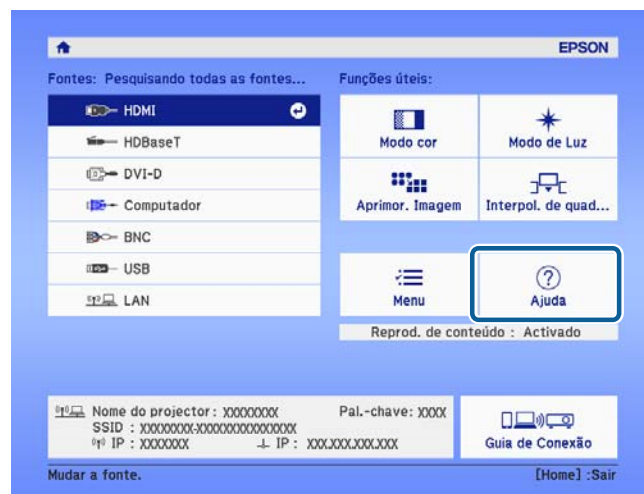 EPSON
Fontes: Pesquisando todas as fontes...
HDMI
HDBaseT
DVI-D
Computador
BNC
USB
LAN
Funções úteis:
Modo cor
Modo de Luz
Aprimor. Imagem
Interpol. de quad...
Menu
Ajuda
Reprod. de conteúdo : Activado
Nome do projector : XXXXXXXX
Pal.-chave: XXXX
SSID : XXXXXXXX-XXXXXXXXXXXXXXX
IP : XXXXXXX
IP : XXX.XXX.XXX.XXX
Guia de Conexão
Mudar a fonte.
[Home] :Sair